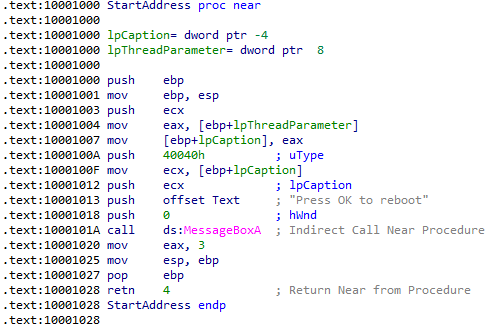 .text:10001000 StartAddress proc near
.text:10001000
.text:10001000 lpCaption= dword ptr -4
.text:10001000 lpThreadParameter= dword ptr  8
.text:10001000
.text:10001000 push    ebp
.text:10001001 mov     ebp, esp
.text:10001003 push    ecx
.text:10001004 mov     eax, [ebp+lpThreadParameter]
.text:10001007 mov     [ebp+lpCaption], eax
.text:1000100A push    40040h          ; uType
.text:1000100F mov     ecx, [ebp+lpCaption]
.text:10001012 push    ecx             ; lpCaption
.text:10001013 push    offset Text     ; "Press OK to reboot"
.text:10001018 push    0               ; hWnd
.text:1000101A call    ds:MessageBoxA  ; Indirect Call Near Procedure
.text:10001020 mov     eax, 3
.text:10001025 mov     esp, ebp
.text:10001027 pop     ebp
.text:10001028 retn    4               ; Return Near from Procedure
.text:10001028 StartAddress endp
.text:10001028